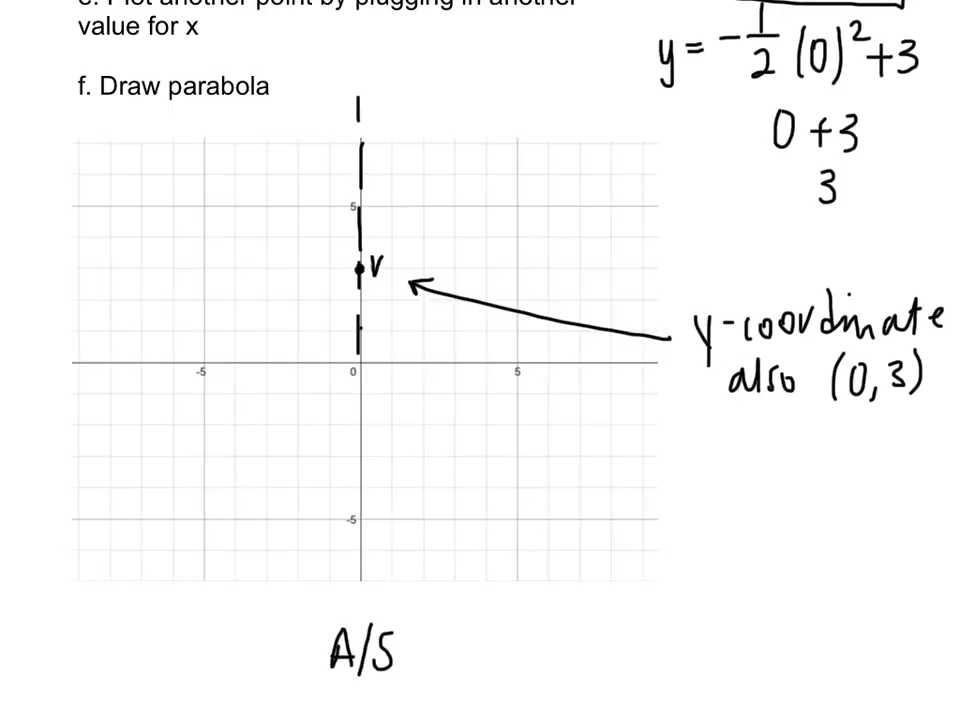 value for x
f. Draw parabola
y = -1/2 (0)² + 3
0 + 3
3
5
V
-5
0
5
y-coordinate
also (0,3)
-5
A/S